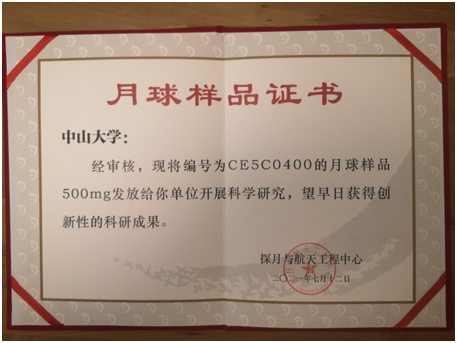 月球样品证书
中山大学：
经审核，现将编号为CE5C0400的月球样品
500mg发放给你单位开展科学研究，望早日获得创
新性的科研成果。
探月与航天工程中心
二〇二一年七月十二日